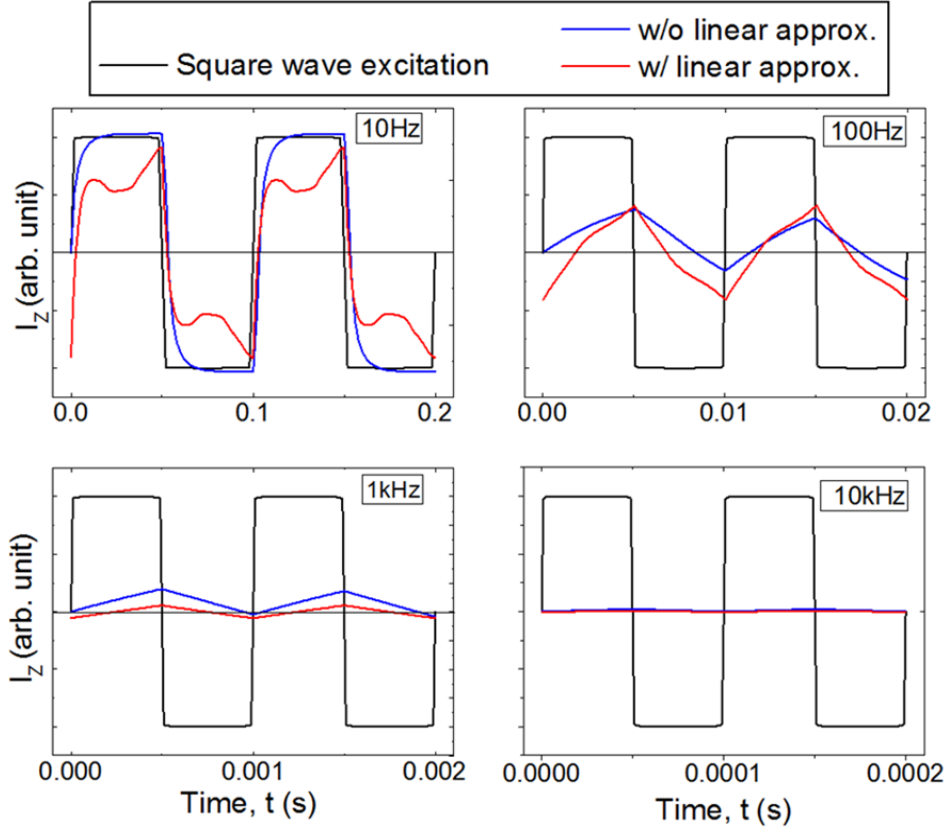 Square wave excitation
w/o linear approx.
w/ linear approx.
10Hz
I_Z (arb. unit)
0.0 0.1 0.2
100Hz
0.00 0.01 0.02
1kHz
I_Z (arb. unit)
0.000 0.001 0.002
Time, t (s)
10kHz
0.0000 0.0001 0.0002
Time, t (s)